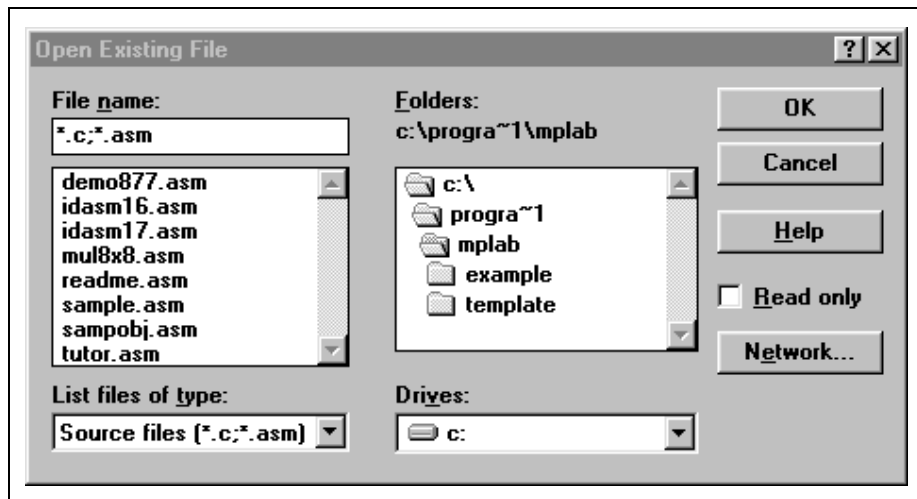 Open Existing File
File name:
*.c;*.asm
demo877.asm
idasm16.asm
idasm17.asm
mul8x8.asm
readme.asm
sample.asm
sampobj.asm
tutor.asm
List files of type:
Source files (*.c;*.asm)
Folders:
c:\progra~1\mplab
c:\
progra~1
mplab
example
template
Drives:
c:
OK
Cancel
Help
Read only
Network...